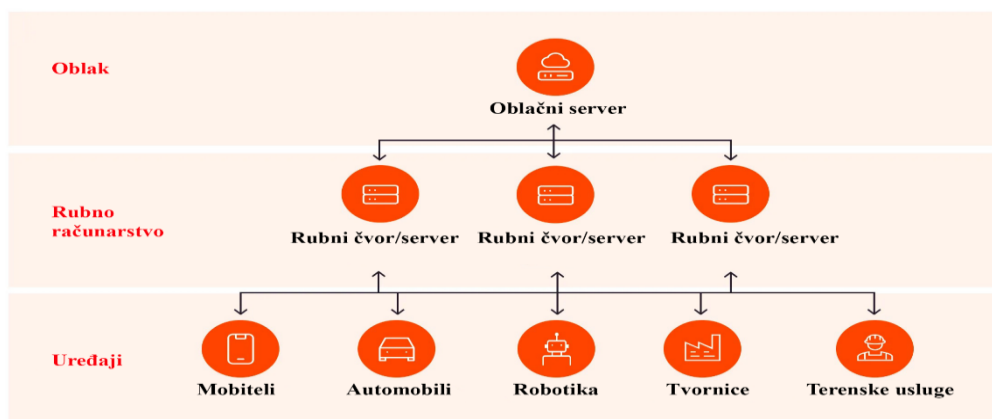 Oblak
Oblačni server
Rubno
računarstvo
Rubni čvor/server
Rubni čvor/server
Rubni čvor/server
Uređaji
Mobiteli
Automobili
Robotika
Tvornice
Terenske usluge